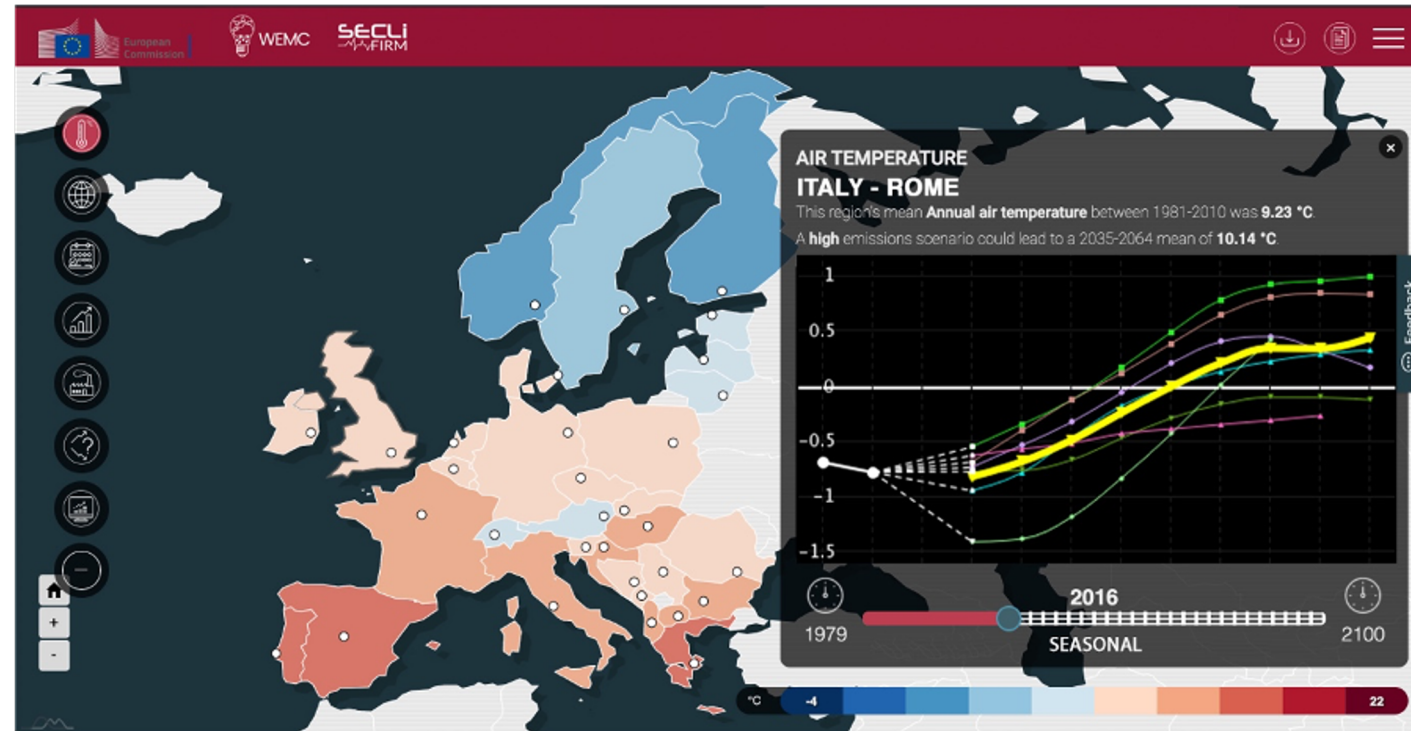 European
Commission
WEMC
SECLI
FIRM
AIR TEMPERATURE
ITALY - ROME
This region's mean Annual air temperature between 1981-2010 was 9.23 °C.
A high emissions scenario could lead to a 2035-2064 mean of 10.14 °C.
1
0.5
0
-0.5
-1
-1.5
Feedback
2016
1979
2100
SEASONAL
+
-
°C
-4
22